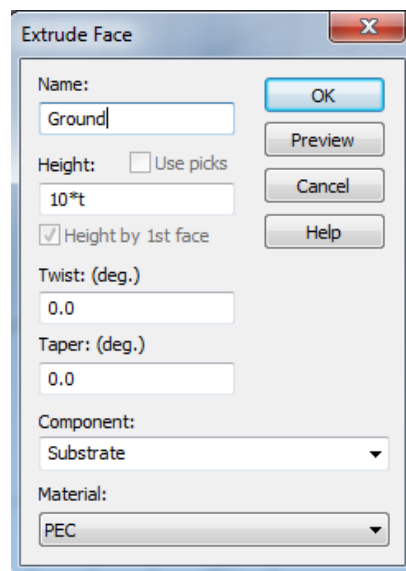 Extrude Face
X
Name:
OK
Ground
Preview
Height:
Use picks
Cancel
10*t
Height by 1st face
Help
Twist: (deg.)
0.0
Taper: (deg.)
0.0
Component:
Substrate
Material:
PEC